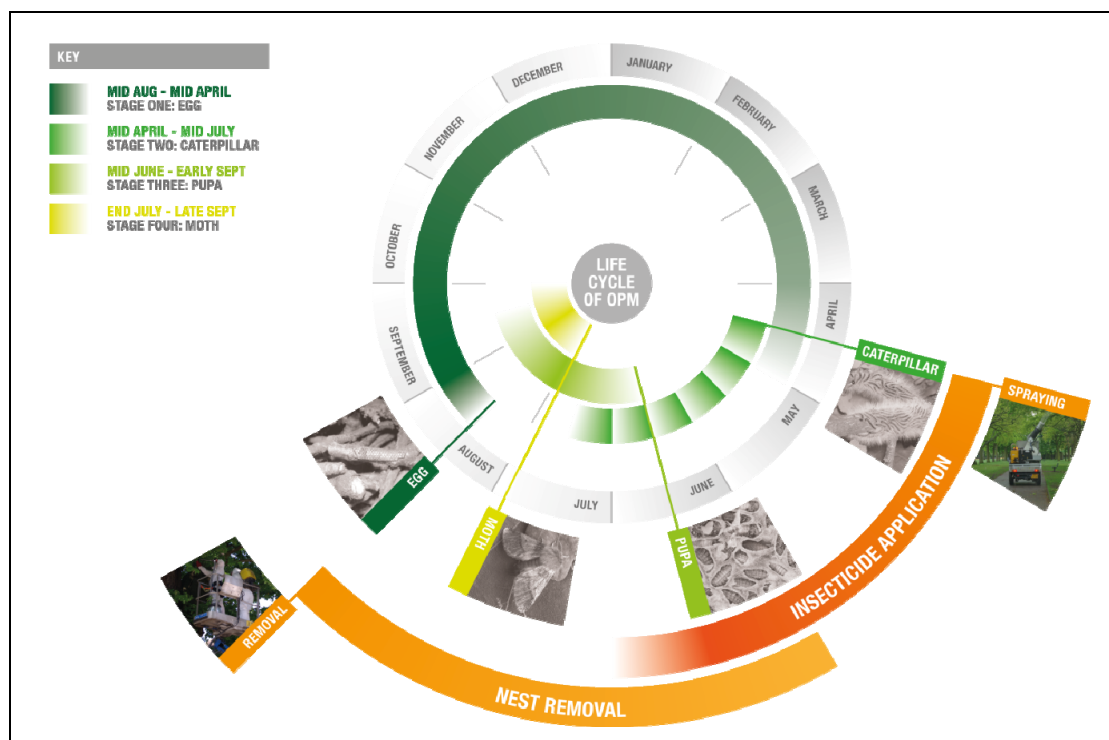 KEY
MID AUG - MID APRIL
STAGE ONE: EGG
MID APRIL - MID JULY
STAGE TWO: CATERPILLAR
MID JUNE - EARLY SEPT
STAGE THREE: PUPA
END JULY - LATE SEPT
STAGE FOUR: MOTH
JANUARY
FEBRUARY
MARCH
APRIL
MAY
JUNE
JULY
AUGUST
SEPTEMBER
OCTOBER
NOVEMBER
DECEMBER
LIFE
CYCLE
OF OPM
CATERPILLAR
SPRAYING
EGG
MOTH
PUPA
INSECTICIDE APPLICATION
REMOVAL
NEST REMOVAL